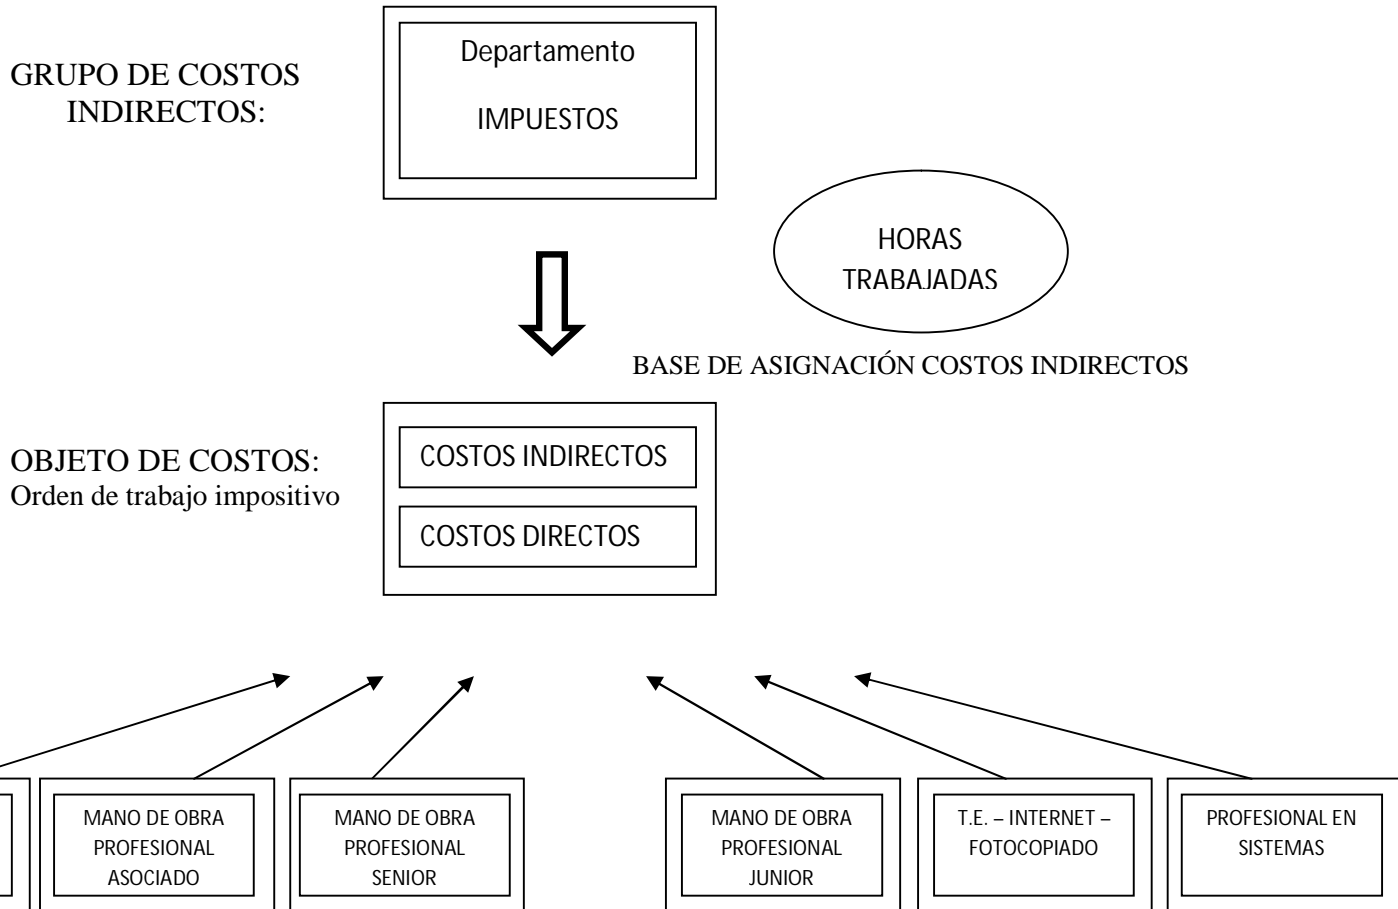 GRUPO DE COSTOS
INDIRECTOS:
Departamento
IMPUESTOS
HORAS
TRABAJADAS
BASE DE ASIGNACIÓN COSTOS INDIRECTOS
OBJETO DE COSTOS:
Orden de trabajo impositivo
COSTOS INDIRECTOS
COSTOS DIRECTOS
MANO DE OBRA
PROFESIONAL
ASOCIADO
MANO DE OBRA
PROFESIONAL
SENIOR
MANO DE OBRA
PROFESIONAL
JUNIOR
T.E. – INTERNET –
FOTOCOPIADO
PROFESIONAL EN
SISTEMAS